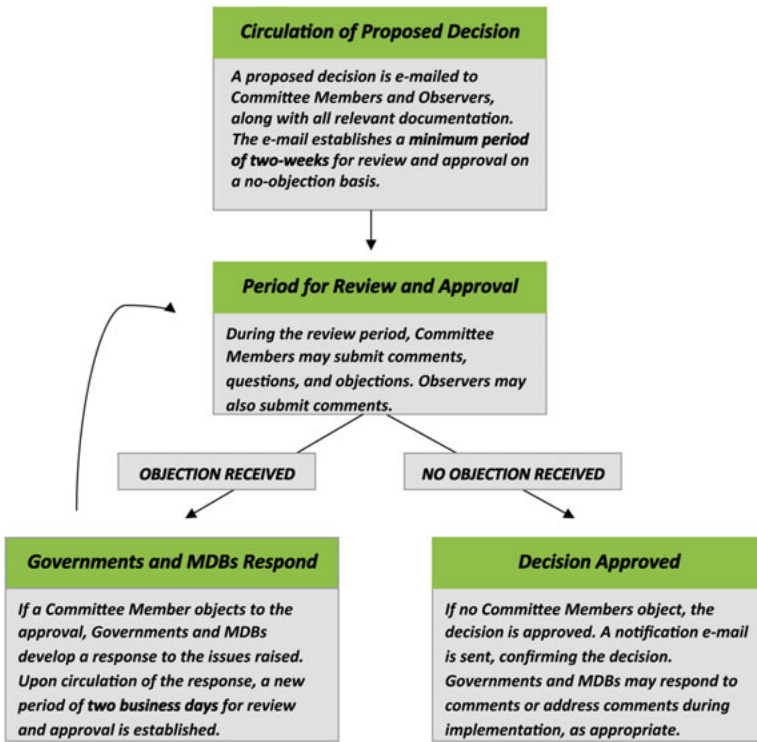 Circulation of Proposed Decision
A proposed decision is e-mailed to
Committee Members and Observers,
along with all relevant documentation.
The e-mail establishes a minimum period
of two-weeks for review and approval on
a no-objection basis.
Period for Review and Approval
During the review period, Committee
Members may submit comments,
questions, and objections. Observers may
also submit comments.
OBJECTION RECEIVED
NO OBJECTION RECEIVED
Governments and MDBs Respond
If a Committee Member objects to the
approval, Governments and MDBs
develop a response to the issues raised.
Upon circulation of the response, a new
period of two business days for review
and approval is established.
Decision Approved
If no Committee Members object, the
decision is approved. A notification e-mail
is sent, confirming the decision.
Governments and MDBs may respond to
comments or address comments during
implementation, as appropriate.